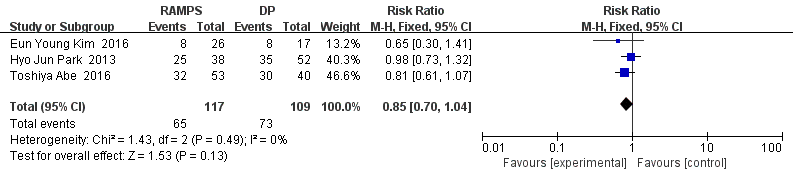 RAMPS DP Risk Ratio Risk Ratio
Study or Subgroup Events Total Events Total Weight M-H, Fixed, 95% CI M-H, Fixed, 95% CI
Eun Young Kim 2016 8 26 8 17 13.2% 0.65 [0.30, 1.41]
Hyo Jun Park 2013 25 38 35 52 40.2% 0.98 [0.73, 1.32]
Toshiya Abe 2016 32 53 30 40 46.6% 0.81 [0.61, 1.07]
Total (95% CI) 117 109 100.0% 0.85 [0.70, 1.04]
Total events 65 73
Heterogeneity: Chi² = 1.43, df = 2 (P = 0.49); I² = 0%
Test for overall effect: Z = 1.53 (P = 0.13)
0.01 0.1 1 10 100
Favours [experimental] Favours [control]